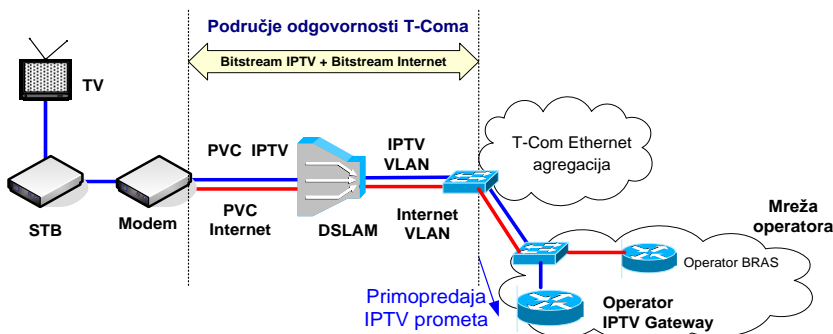 Područje odgovornosti T-Coma
Bitstream IPTV + Bitstream Internet
TV
PVC IPTV
IPTV
VLAN
T-Com Ethernet
agregacija
STB
Modem
PVC
Internet
DSLAM
Internet
VLAN
Mreža
operatora
Operator BRAS
Primopredaja
IPTV prometa
Operator
IPTV Gateway